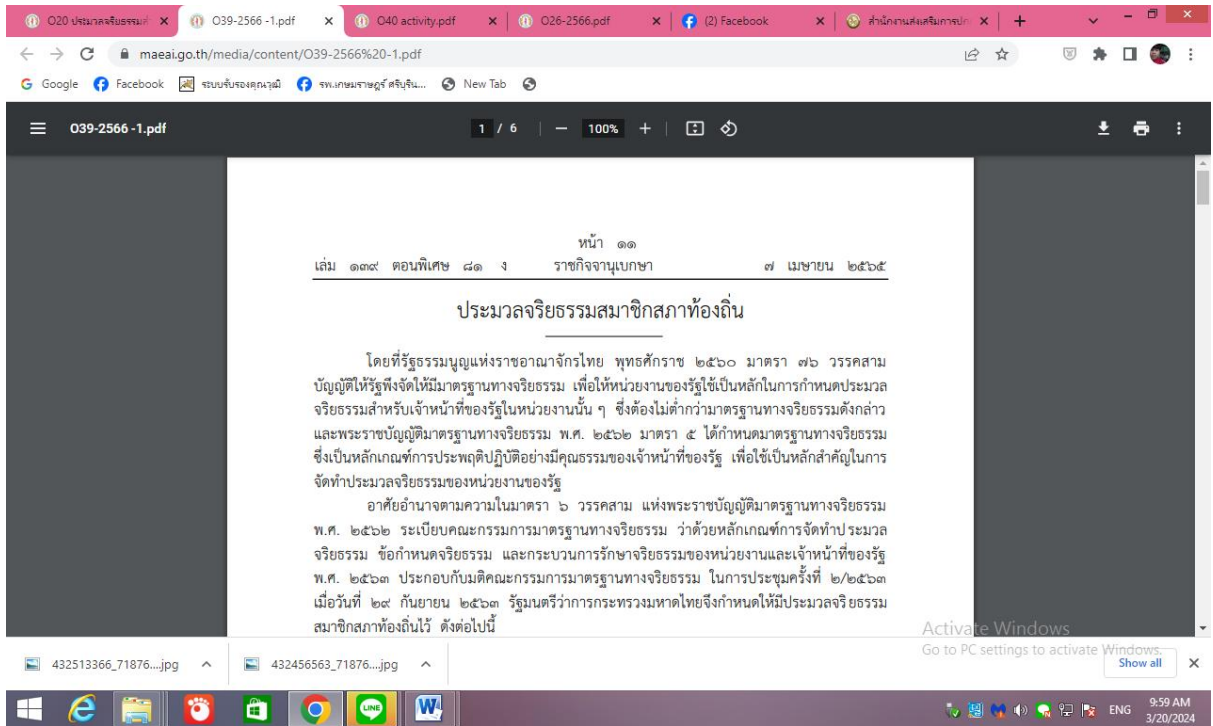 O20 ประมวลจริยธรรมสำ
O39-2566 -1.pdf
O40 activity.pdf
O26-2566.pdf
(2) Facebook
สำนักงานส่งเสริมการปก
maeai.go.th/media/content/O39-2566%20-1.pdf
Google
Facebook
ระบบรับรองคุณวุฒิ
รพ.เกษมราษฎร์ ศรีบุริน...
New Tab
O39-2566 -1.pdf
1 / 6
100%
หน้า ๑๑
เล่ม ๑๓๙ ตอนพิเศษ ๘๑ ง ราชกิจจานุเบกษา ๗ เมษายน ๒๕๖๕
ประมวลจริยธรรมสมาชิกสภาท้องถิ่น
โดยที่รัฐธรรมนูญแห่งราชอาณาจักรไทย พุทธศักราช ๒๕๖๐ มาตรา ๗๖ วรรคสาม
บัญญัติให้รัฐพึงจัดให้มีมาตรฐานทางจริยธรรม เพื่อให้หน่วยงานของรัฐใช้เป็นหลักในการกำหนดประมวล
จริยธรรมสำหรับเจ้าหน้าที่ของรัฐในหน่วยงานนั้น ๆ ซึ่งต้องไม่ต่ำกว่ามาตรฐานทางจริยธรรมดังกล่าว
และพระราชบัญญัติมาตรฐานทางจริยธรรม พ.ศ. ๒๕๖๒ มาตรา ๕ ได้กำหนดมาตรฐานทางจริยธรรม
ซึ่งเป็นหลักเกณฑ์การประพฤติปฏิบัติอย่างมีคุณธรรมของเจ้าหน้าที่ของรัฐ เพื่อใช้เป็นหลักสำคัญในการ
จัดทำประมวลจริยธรรมของหน่วยงานของรัฐ
อาศัยอำนาจตามความในมาตรา ๖ วรรคสาม แห่งพระราชบัญญัติมาตรฐานทางจริยธรรม
พ.ศ. ๒๕๖๒ ระเบียบคณะกรรมการมาตรฐานทางจริยธรรม ว่าด้วยหลักเกณฑ์การจัดทำประมวล
จริยธรรม ข้อกำหนดจริยธรรม และกระบวนการรักษาจริยธรรมของหน่วยงานและเจ้าหน้าที่ของรัฐ
พ.ศ. ๒๕๖๓ ประกอบกับมติคณะกรรมการมาตรฐานทางจริยธรรม ในการประชุมครั้งที่ ๒/๒๕๖๓
เมื่อวันที่ ๒๙ กันยายน ๒๕๖๓ รัฐมนตรีว่าการกระทรวงมหาดไทยจึงกำหนดให้มีประมวลจริยธรรม
สมาชิกสภาท้องถิ่นไว้ ดังต่อไปนี้
Activate Windows
Go to PC settings to activate Windows.
432513366_71876....jpg
432456563_71876....jpg
Show all
LINE
ENG
9:59 AM
3/20/2024